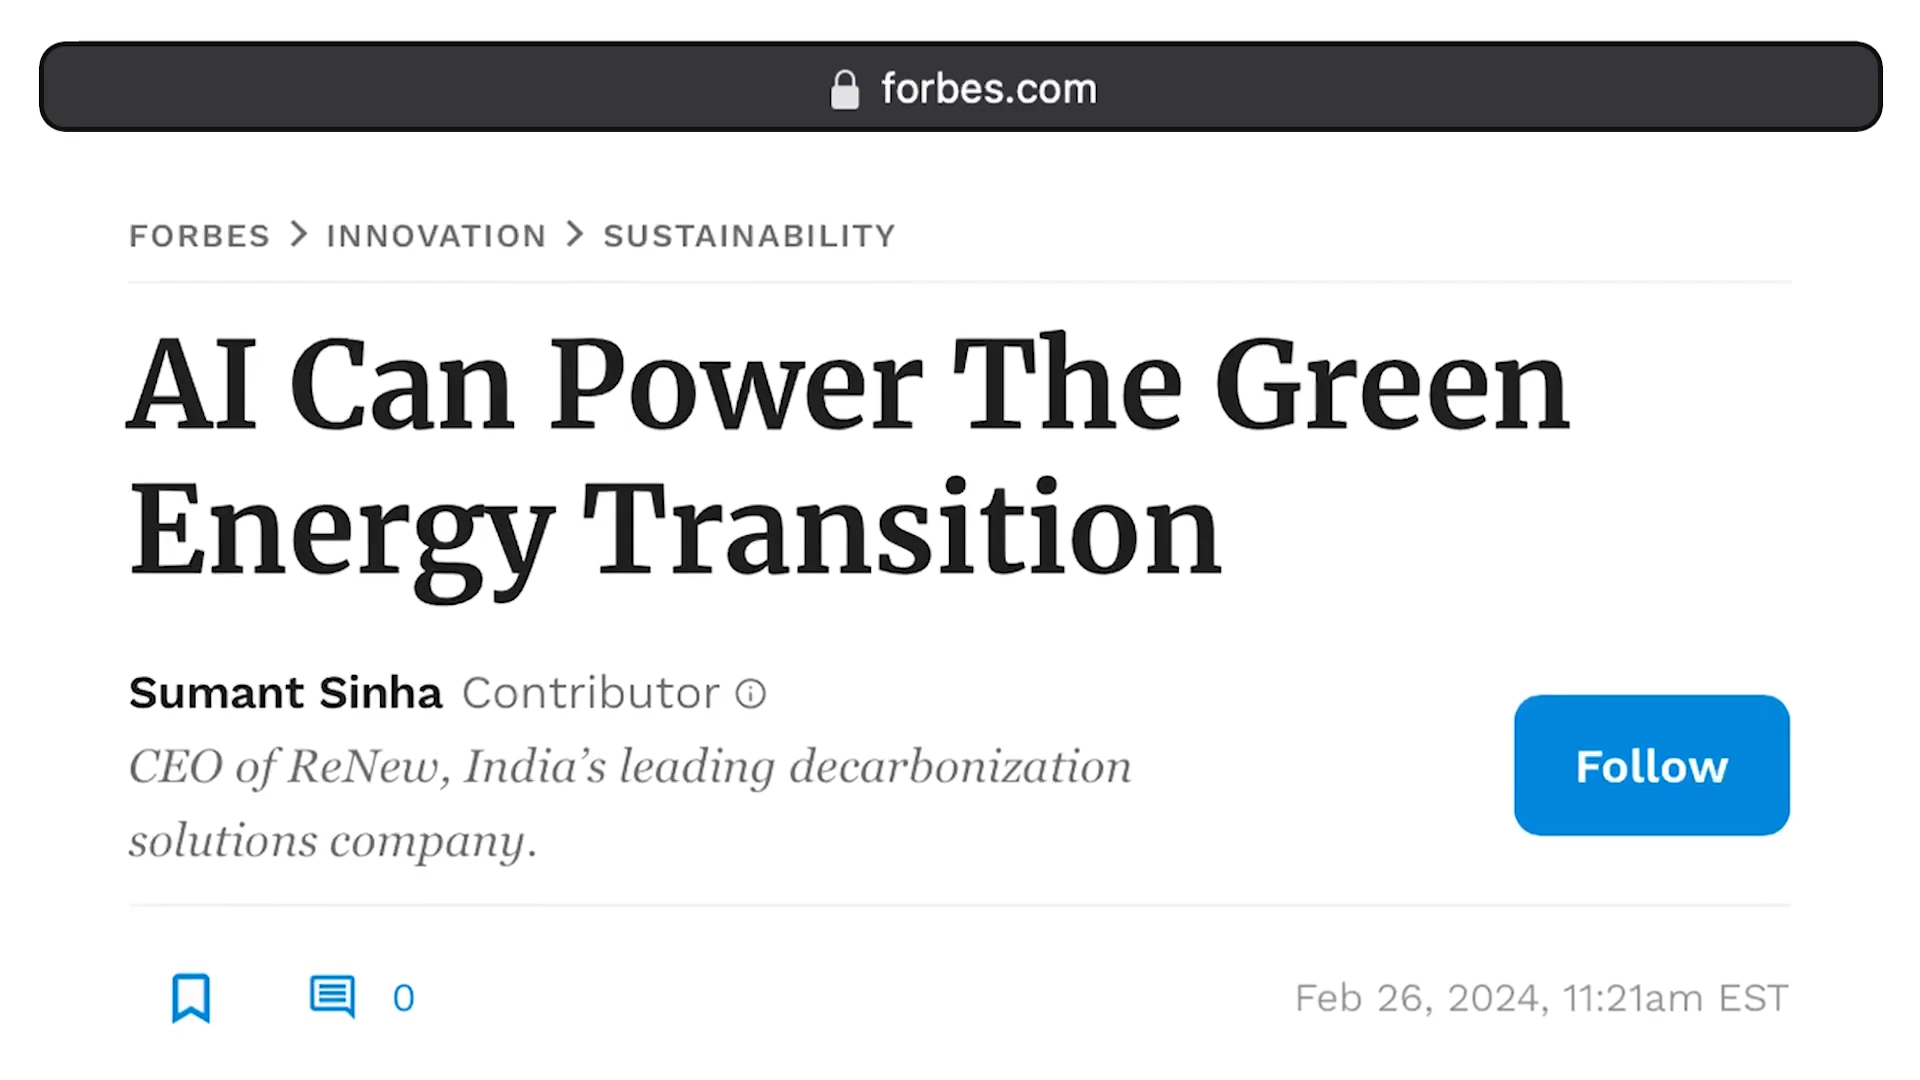 forbes.com
FORBES > INNOVATION > SUSTAINABILITY
AI Can Power The Green
Energy Transition
Sumant Sinha Contributor
CEO of ReNew, India’s leading decarbonization
solutions company.
Follow
0
Feb 26, 2024, 11:21am EST